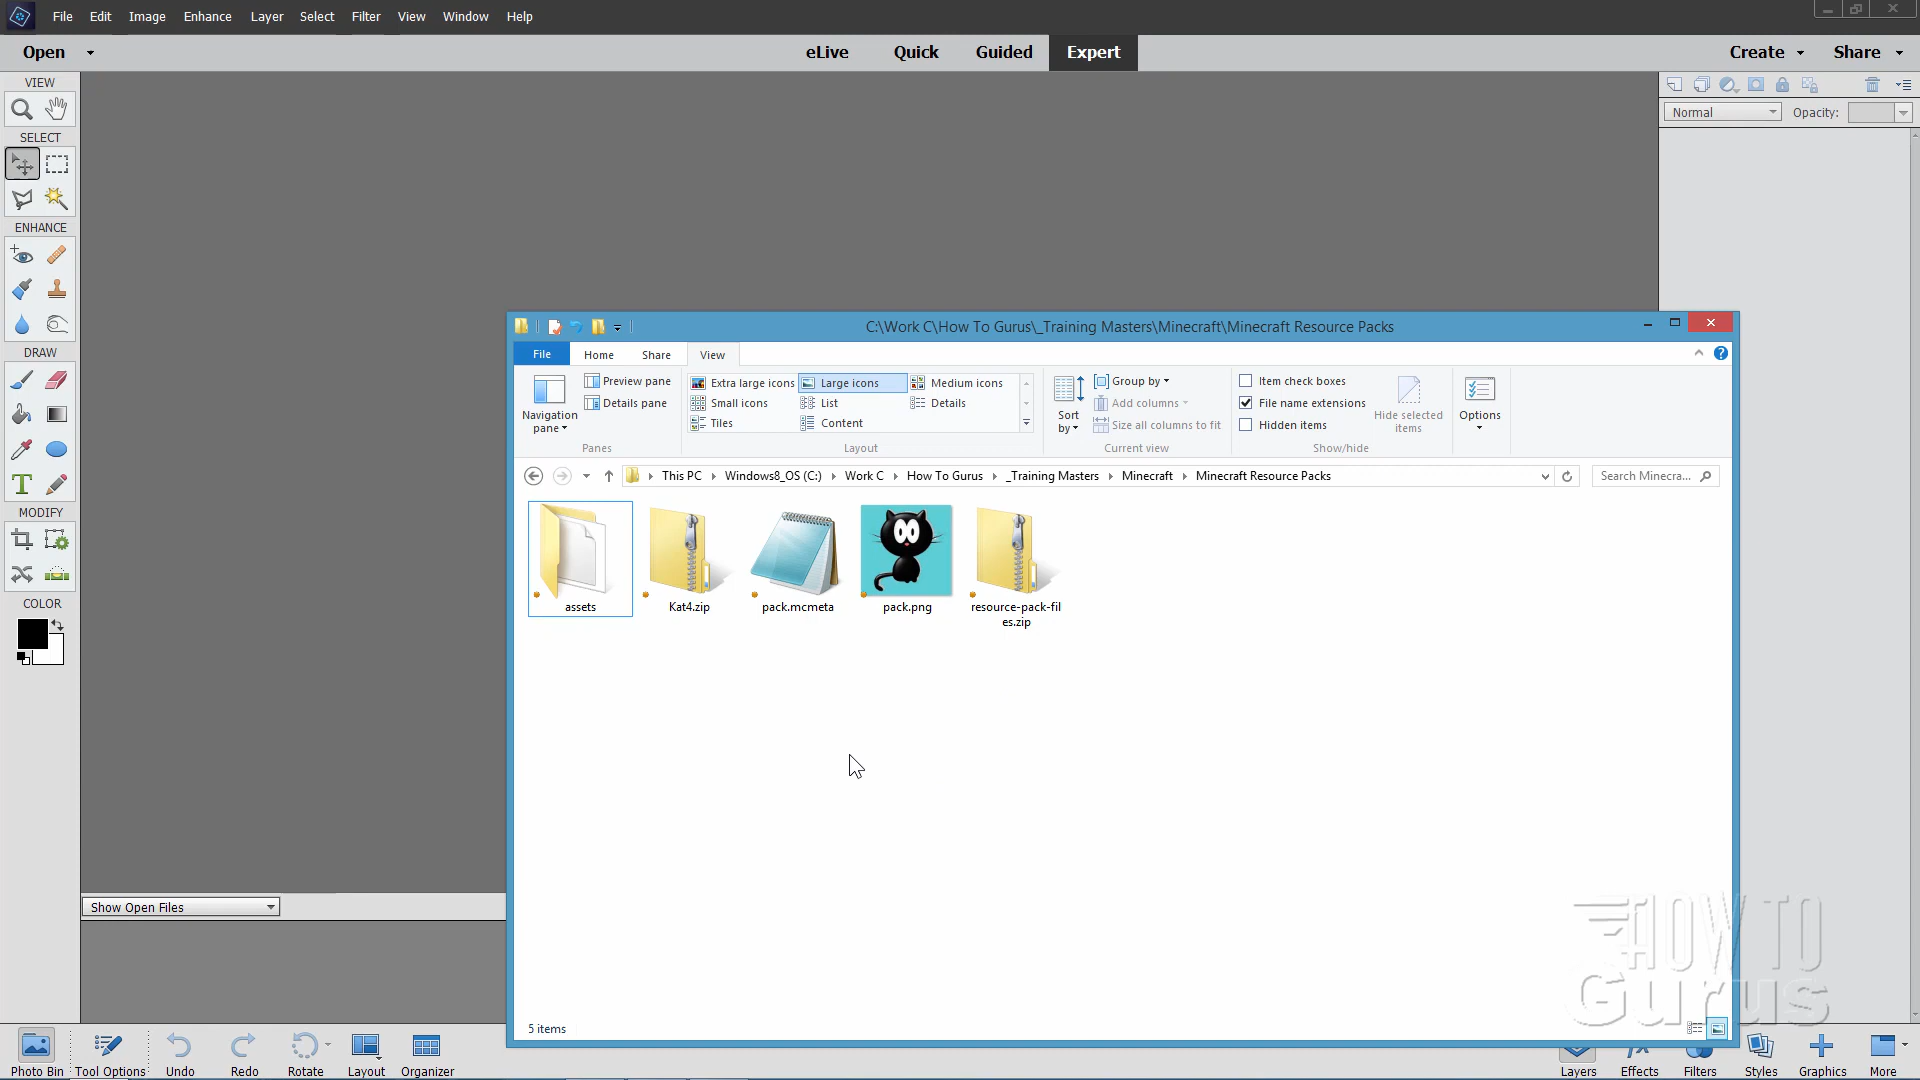 File Edit Image Enhance Layer Select Filter View Window Help
Open eLive Quick Guided Expert Create Share
VIEW
SELECT
ENHANCE
DRAW
T
MODIFY
COLOR
Normal Opacity:
C:\Work C\How To Gurus\_Training Masters\Minecraft\Minecraft Resource Packs
File Home Share View
Navigation pane
Preview pane
Details pane
Panes
Extra large icons Large icons Medium icons
Small icons List Details
Tiles Content
Layout
Sort by
Group by
Add columns
Size all columns to fit
Current view
Item check boxes
File name extensions
Hidden items
Hide selected items
Show/hide
Options
This PC Windows8_OS (C:) Work C How To Gurus _Training Masters Minecraft Minecraft Resource Packs
Search Minecra...
assets
Kat4.zip
pack.mcmeta
pack.png
resource-pack-fil
es.zip
5 items
Show Open Files
HOW TO
Gurus
Photo Bin Tool Options Undo Redo Rotate Layout Organizer Layers Effects Filters Styles Graphics More